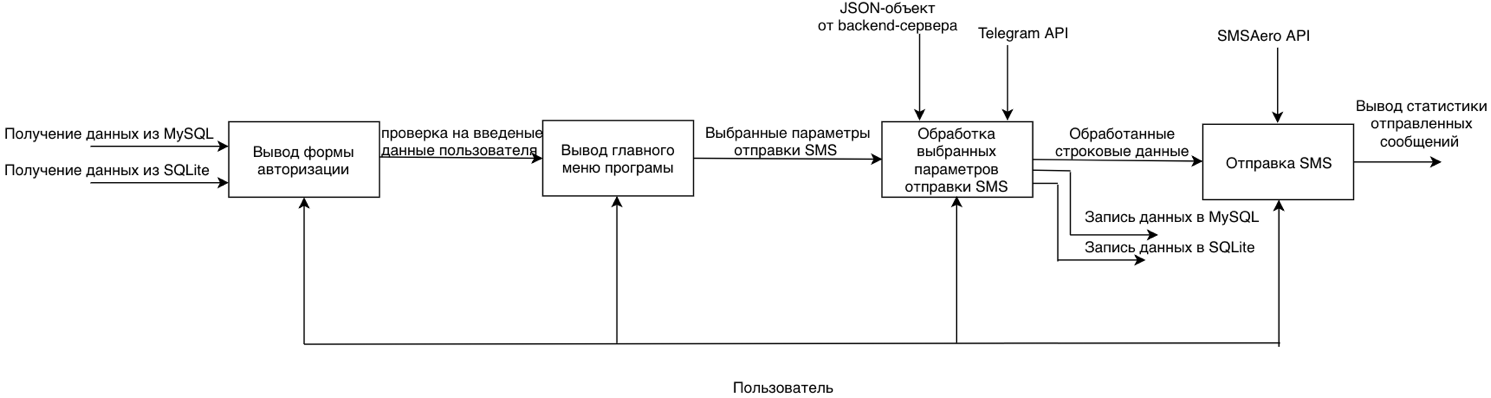 JSON-объект
от backend-сервера
Telegram API
SMSAero API
Получение данных из MySQL
Получение данных из SQLite
Вывод формы
авторизации
проверка на введеные
данные пользователя
Вывод главного
меню програмы
Выбранные параметры
отправки SMS
Обработка
выбранных
параметров
отправки SMS
Обработанные
строковые данные
Отправка SMS
Вывод статистики
отправленных
сообщений
Запись данных в MySQL
Запись данных в SQLite
Пользователь